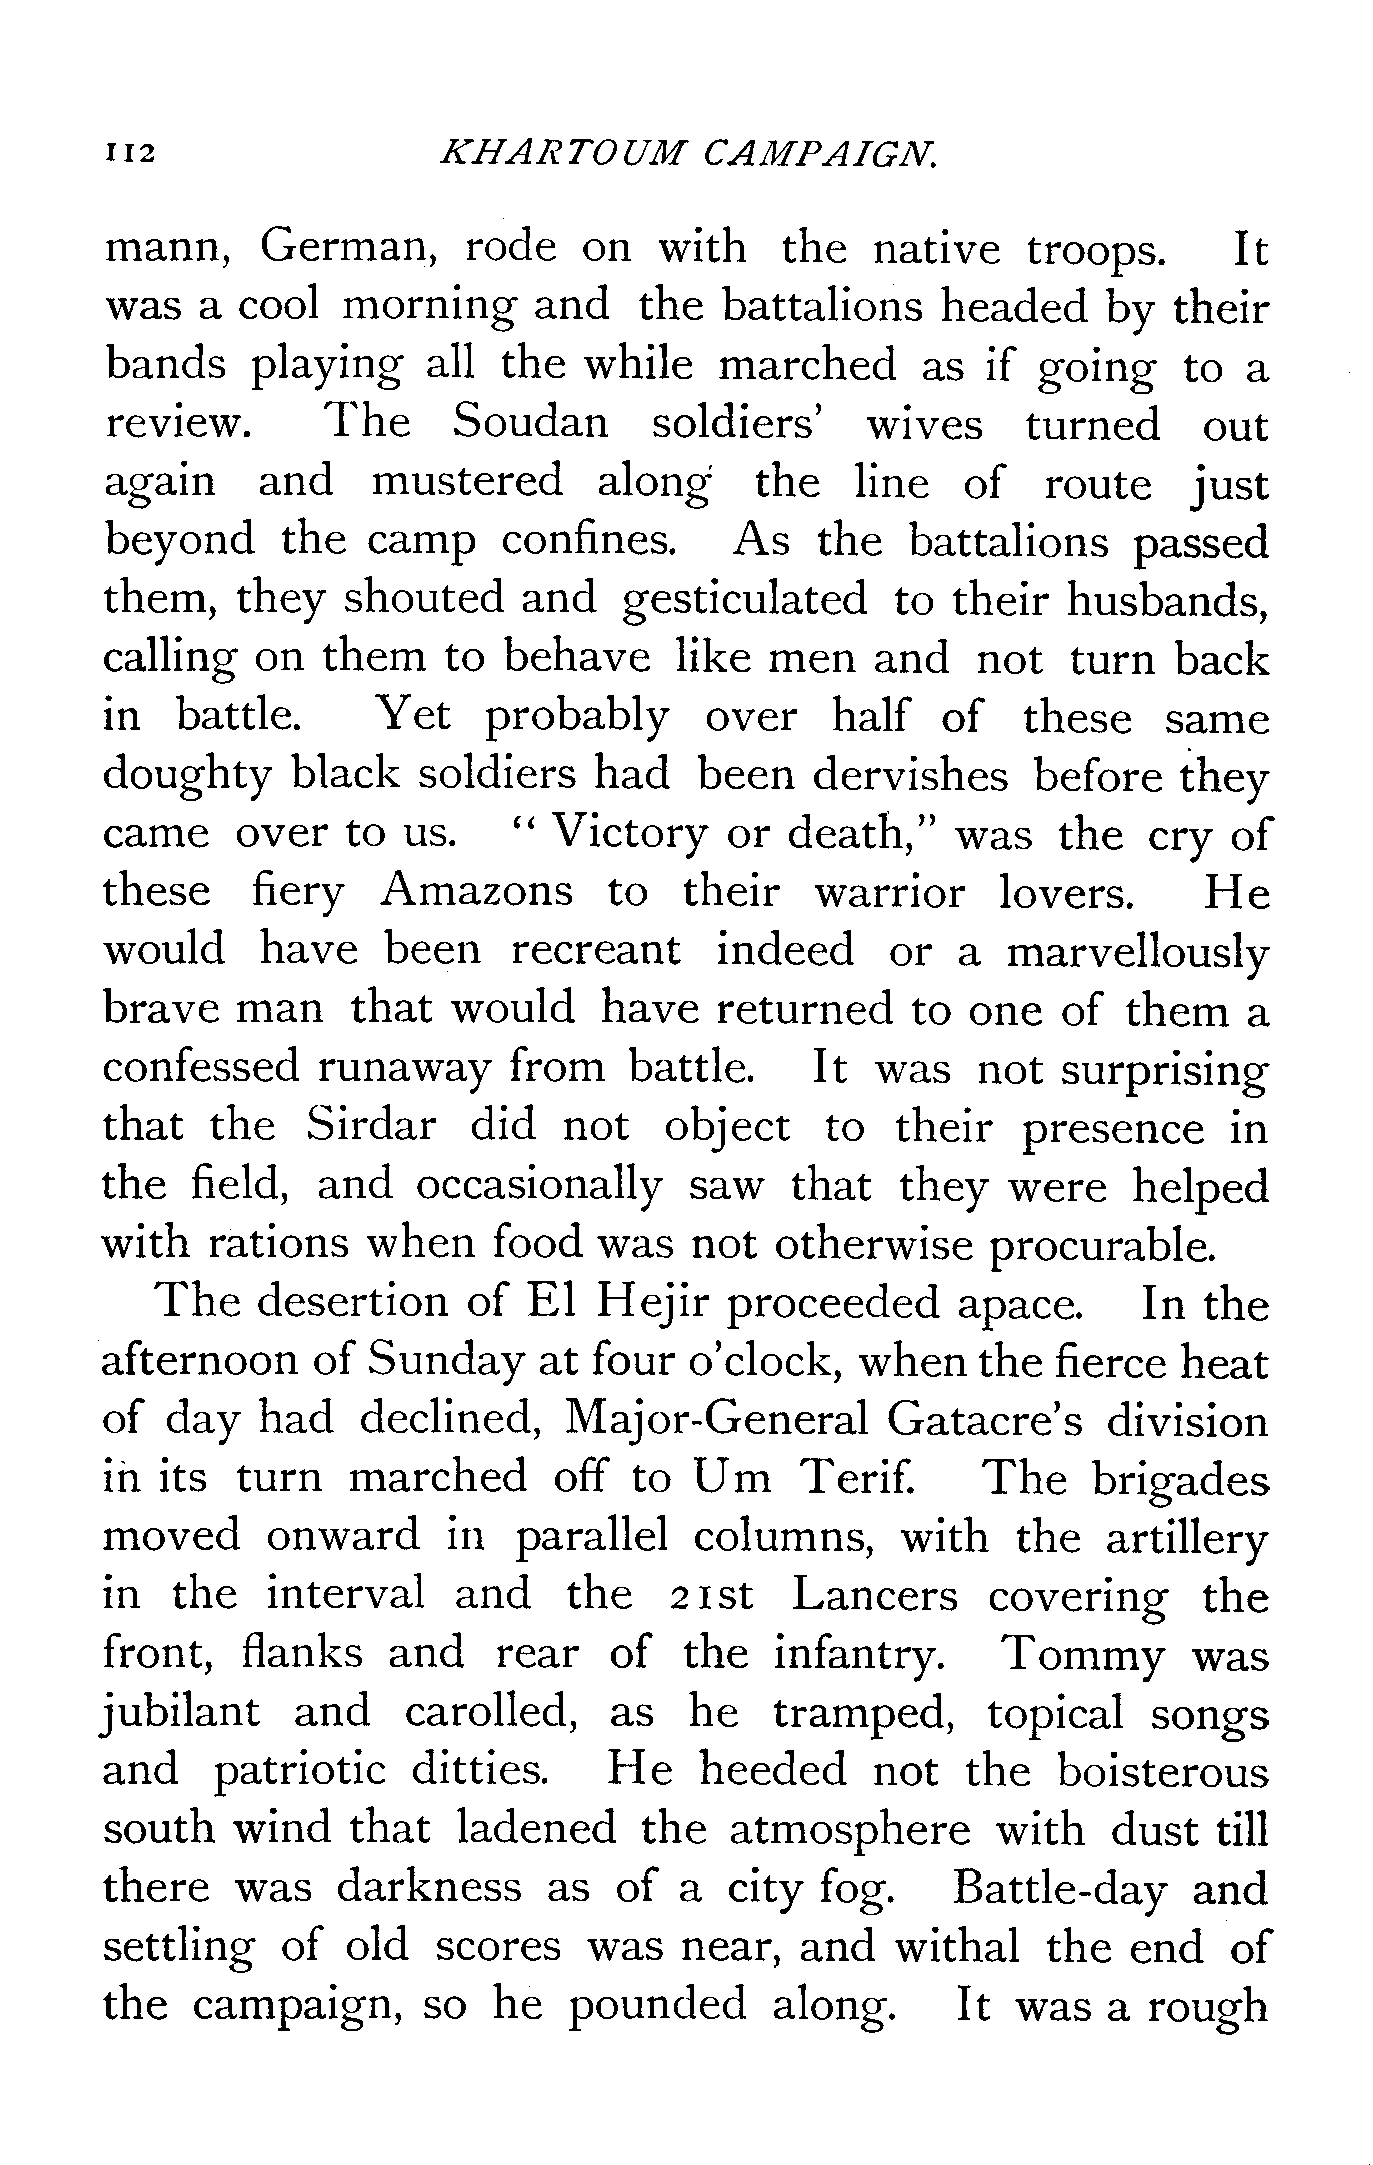 112 KHARTOUM CAMPAIGN.
mann, German, rode on with the native troops. It
was a cool morning and the battalions headed by their
bands playing all the while marched as if going to a
review. The Soudan soldiers' wives turned out
again and mustered along the line of route just
beyond the camp confines. As the battalions passed
them, they shouted and gesticulated to their husbands,
calling on them to behave like men and not turn back
in battle. Yet probably over half of these same
doughty black soldiers had been dervishes before they
came over to us. “ Victory or death,” was the cry of
these fiery Amazons to their warrior lovers. He
would have been recreant indeed or a marvellously
brave man that would have returned to one of them a
confessed runaway from battle. It was not surprising
that the Sirdar did not object to their presence in
the field, and occasionally saw that they were helped
with rations when food was not otherwise procurable.
The desertion of El Hejir proceeded apace. In the
afternoon of Sunday at four o'clock, when the fierce heat
of day had declined, Major-General Gatacre's division
in its turn marched off to Um Terif. The brigades
moved onward in parallel columns, with the artillery
in the interval and the 21st Lancers covering the
front, flanks and rear of the infantry. Tommy was
jubilant and carolled, as he tramped, topical songs
and patriotic ditties. He heeded not the boisterous
south wind that ladened the atmosphere with dust till
there was darkness as of a city fog. Battle-day and
settling of old scores was near, and withal the end of
the campaign, so he pounded along. It was a rough